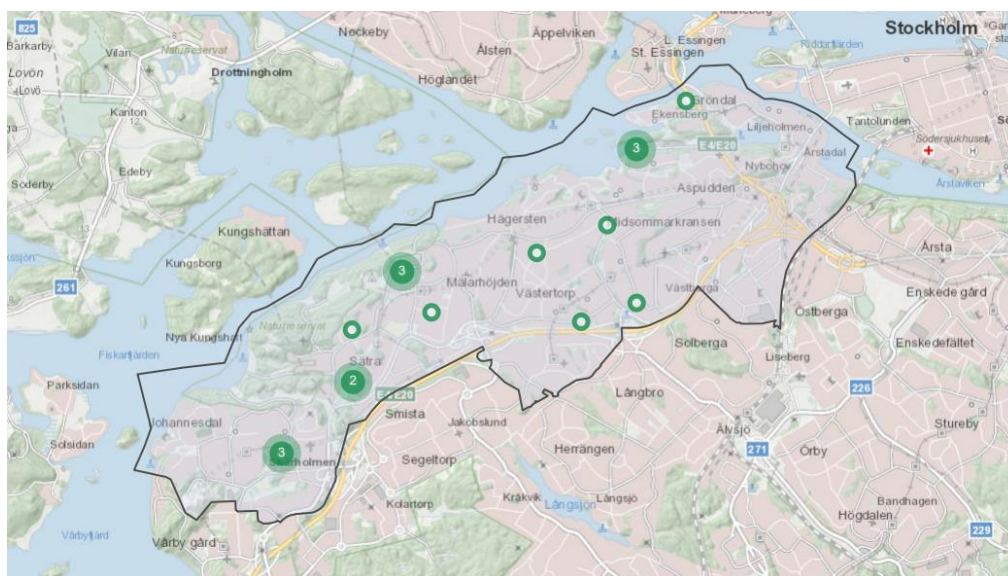 825
Barkarby
Lovön
Lovö
Vilan
Naturreservat
Kanton
12
Drottningholm
Nockeby
Ålsten
Äppelviken
Höglandet
L. Essingen
St. Essingen
Riddarfjärden
Stockholm
Gröndal
Ekensberg
Liljeholmen
Tantolunden
Södersjukhuset
H
E4/E20
Nybohov
Årstadal
Årstaviken
Söderby
Edeby
13
Kungshättan
Kungsborg
261
3
Aspudden
Hägersten
Midsommarkransen
Årsta
3
Mälarhöjden
Västertorp
Västberga
Enskede gård
Östberga
Nya Kungshatt
Naturreservat
Fiskarfjärden
Solberga
Liseberg
Enskedefältet
Parksidan
Sätra
2
E4/E20
Långbro
226
Solsidan
Johannesdal
Smista
Jakobslund
Älvsjö
Stureby
3
Segeltorp
Herrängen
271
Örby
Kolartorp
Kråkvik
Långsjö
Långsjön
Bandhagen
Högdalen
229
Vårbyfjärd
Vårby gård